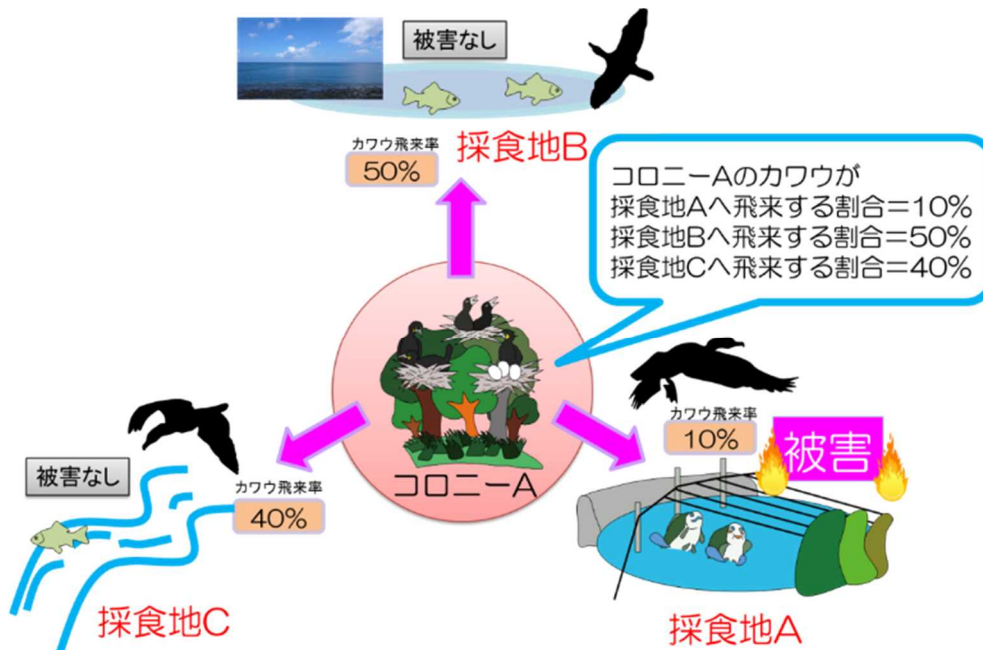 被害なし
カワウ飛来率
50%
採食地B
コロニーAのカワウが
採食地Aへ飛来する割合=10%
採食地Bへ飛来する割合=50%
採食地Cへ飛来する割合=40%
コロニーA
カワウ飛来率
10%
被害
採食地A
被害なし
カワウ飛来率
40%
採食地C